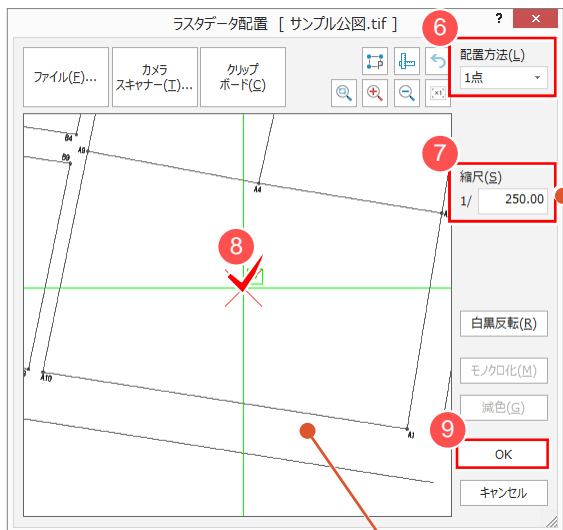 ラスタデータ配置 [ サンプル公図.tif ]
?
×
6
ファイル(F)...
カメラ
スキャナー(T)...
クリップ
ボード(C)
配置方法(L)
1点
7
縮尺(S)
1/ 250.00
B4
B9
A9
A4
8
A10
A1
白黒反転(R)
モノクロ化(M)
減色(G)
9
OK
キャンセル